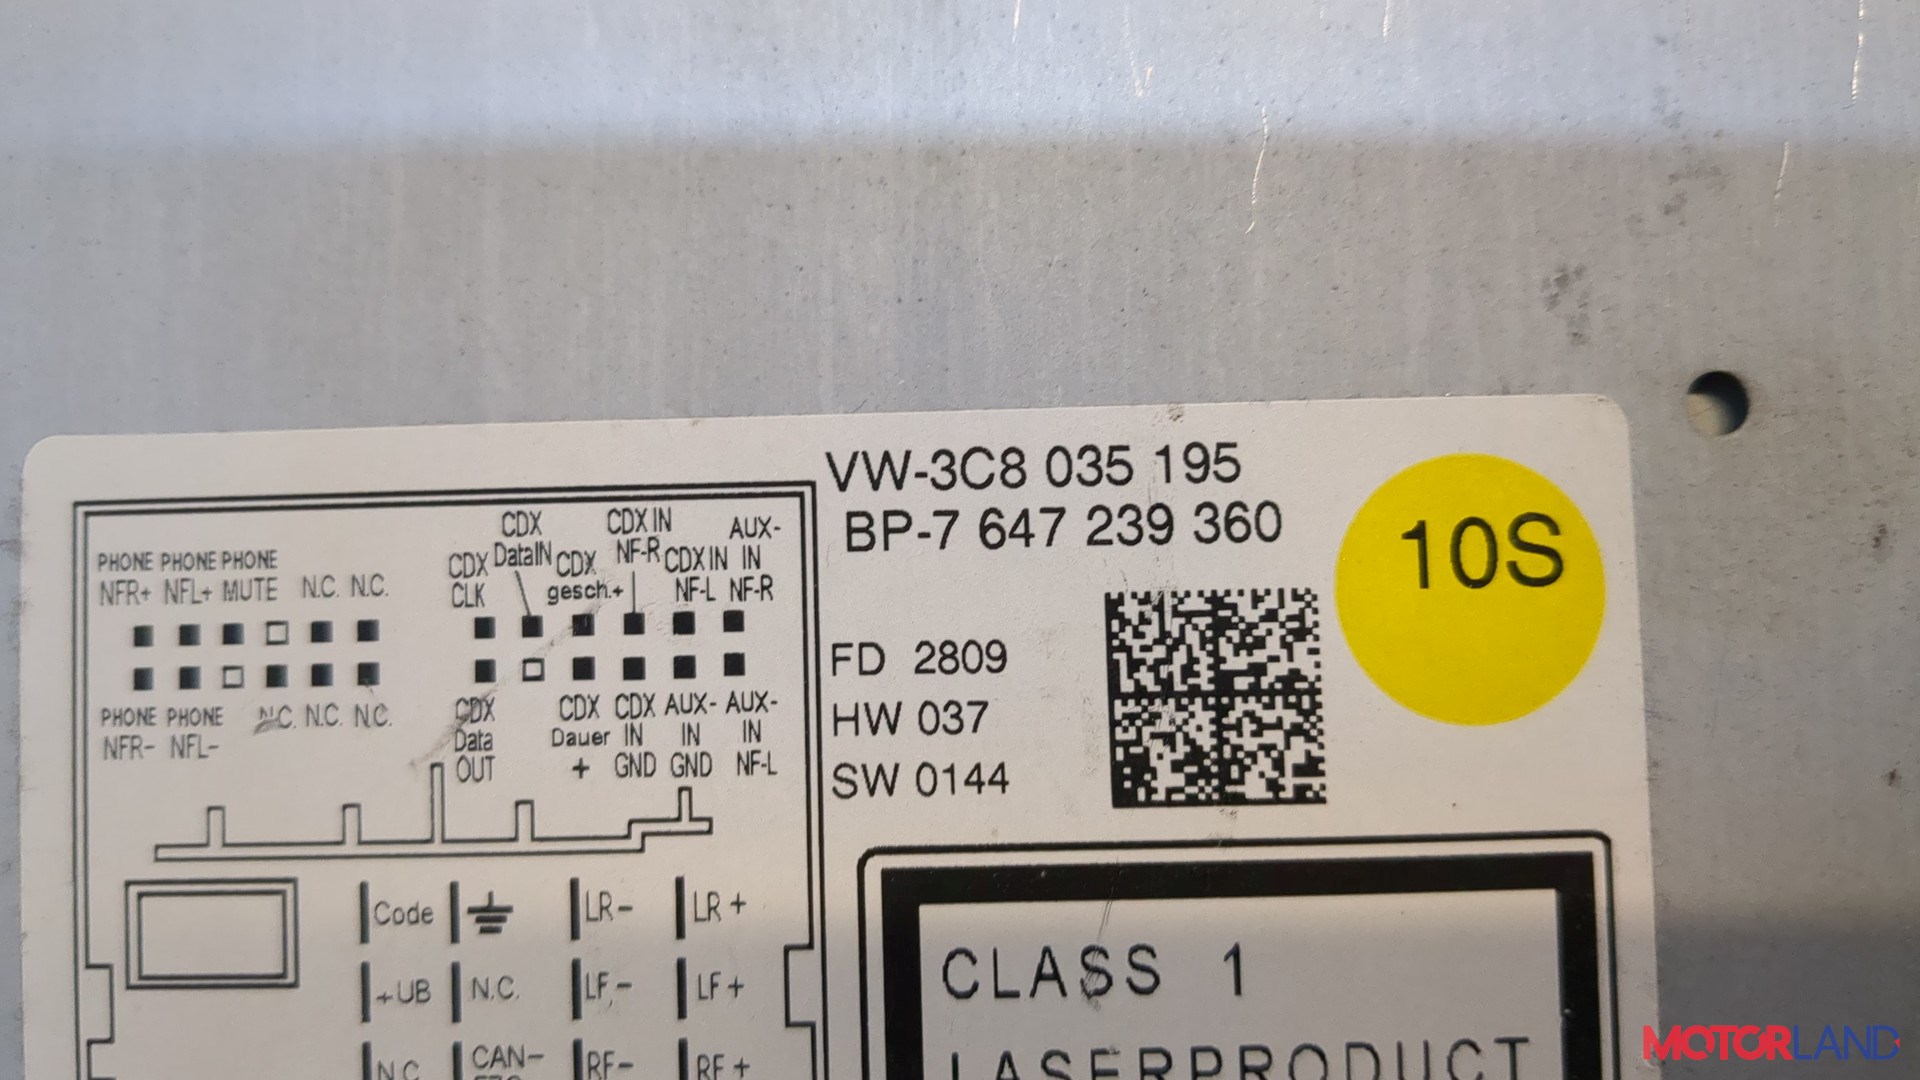 VW-3C8 035 195
BP-7 647 239 360
10S
FD 2809
HW 037
SW 0144
CDX CDX IN AUX-
DataIN NF-R IN
PHONE PHONE PHONE
NFR+ NFL+ MUTE N.C. N.C.
CDX CDX CDX IN
CLK gesch.+ NF-L NF-R
PHONE PHONE N.C. N.C. N.C.
NFR- NFL-
CDX CDX CDX AUX- AUX-
Data Dauer IN IN IN
OUT + GND GND NF-L
Code LR- LR+
+UB N.C. LF- LF+
N.C. CAN- RF- RF+
CLASS 1
LASERPRODUCT
MOTORLAND